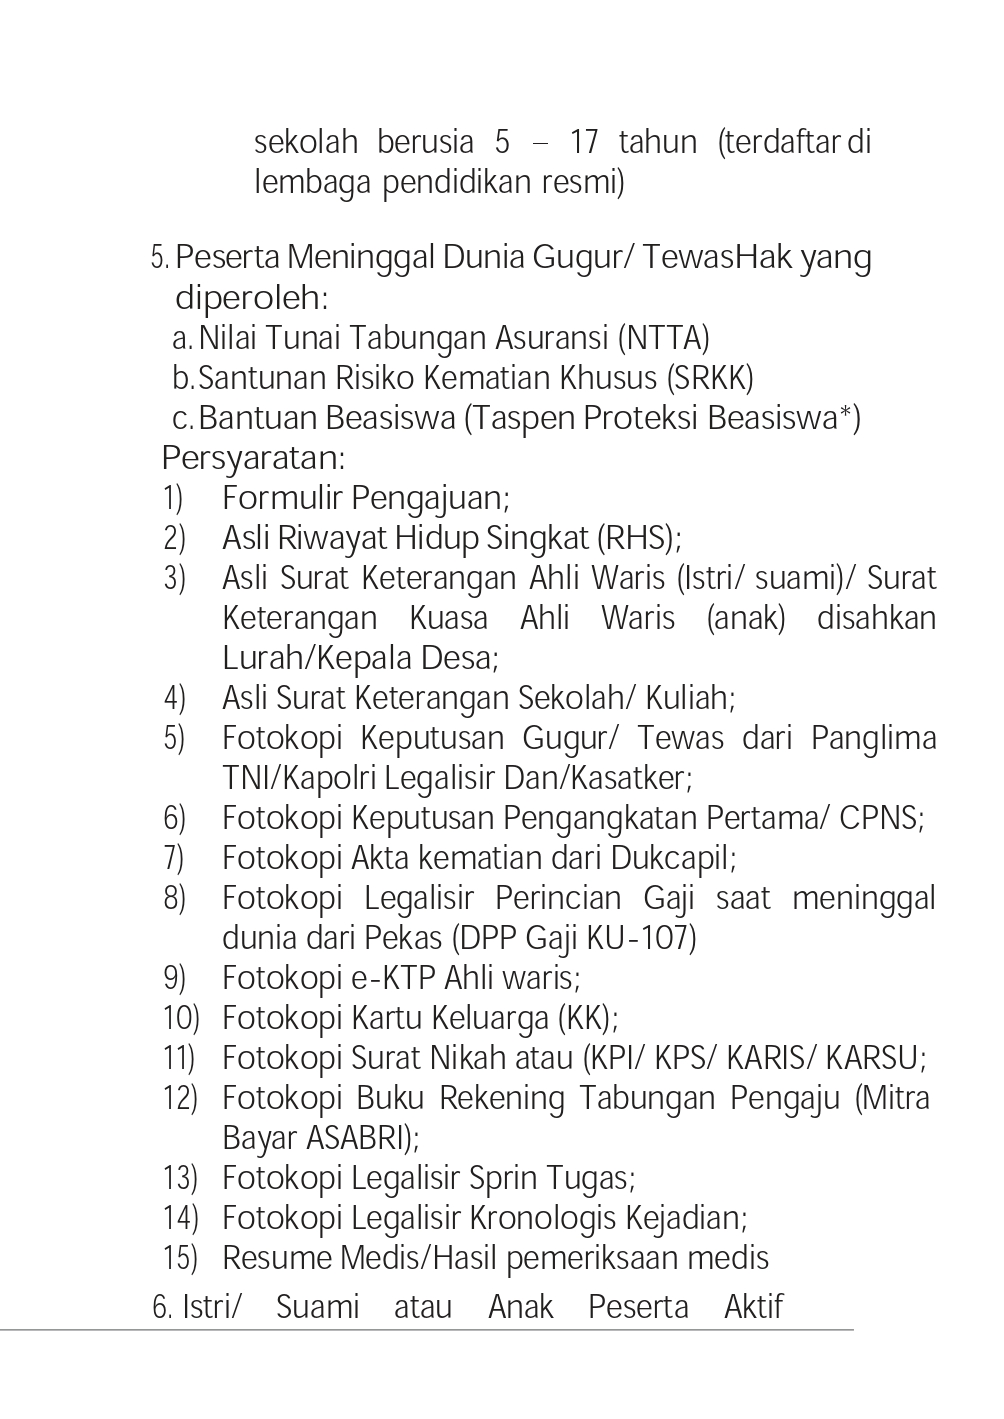 sekolah berusia 5 – 17 tahun (terdaftar di
lembaga pendidikan resmi)
5. Peserta Meninggal Dunia Gugur/ TewasHak yang
diperoleh:
a. Nilai Tunai Tabungan Asuransi (NTTA)
b. Santunan Risiko Kematian Khusus (SRKK)
c. Bantuan Beasiswa (Taspen Proteksi Beasiswa*)
Persyaratan:
1) Formulir Pengajuan;
2) Asli Riwayat Hidup Singkat (RHS);
3) Asli Surat Keterangan Ahli Waris (Istri/ suami)/ Surat
Keterangan Kuasa Ahli Waris (anak) disahkan
Lurah/Kepala Desa;
4) Asli Surat Keterangan Sekolah/ Kuliah;
5) Fotokopi Keputusan Gugur/ Tewas dari Panglima
TNI/Kapolri Legalisir Dan/Kasatker;
6) Fotokopi Keputusan Pengangkatan Pertama/ CPNS;
7) Fotokopi Akta kematian dari Dukcapil;
8) Fotokopi Legalisir Perincian Gaji saat meninggal
dunia dari Pekas (DPP Gaji KU-107)
9) Fotokopi e-KTP Ahli waris;
10) Fotokopi Kartu Keluarga (KK);
11) Fotokopi Surat Nikah atau (KPI/ KPS/ KARIS/ KARSU;
12) Fotokopi Buku Rekening Tabungan Pengaju (Mitra
Bayar ASABRI);
13) Fotokopi Legalisir Sprin Tugas;
14) Fotokopi Legalisir Kronologis Kejadian;
15) Resume Medis/Hasil pemeriksaan medis
6. Istri/ Suami atau Anak Peserta Aktif